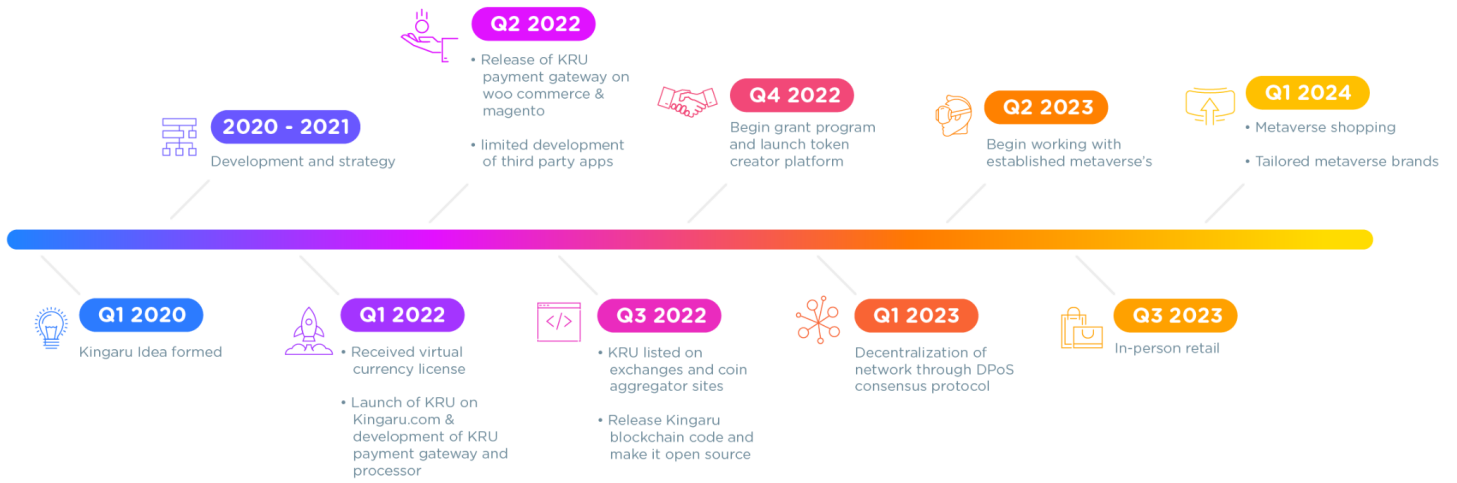 Q2 2022
• Release of KRU
payment gateway on
woo commerce &
magento
• limited development
of third party apps
Q4 2022
Begin grant program
and launch token
creator platform
Q2 2023
Begin working with
established metaverse's
Q1 2024
• Metaverse shopping
• Tailored metaverse brands
2020 - 2021
Development and strategy
Q1 2020
Kingaru Idea formed
Q1 2022
• Received virtual
currency license
• Launch of KRU on
Kingaru.com &
development of KRU
payment gateway and
processor
Q3 2022
</>
• KRU listed on
exchanges and coin
aggregator sites
• Release Kingaru
blockchain code and
make it open source
Q1 2023
Decentralization of
network through DPoS
consensus protocol
Q3 2023
In-person retail